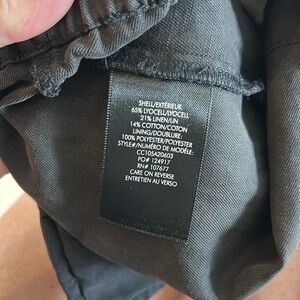 SHELL/EXTÉRIEUR:
65% LYOCELL/LYOCELL
21% LINEN/LIN
14% COTTON/COTON
LINING/DOUBLURE:
100% POLYESTER/POLYESTER
STYLE#/NUMÉRO DE MODÈLE:
CC105A20603
PO# 124917
RN# 107677
CARE ON REVERSE
ENTRETIEN AU VERSO